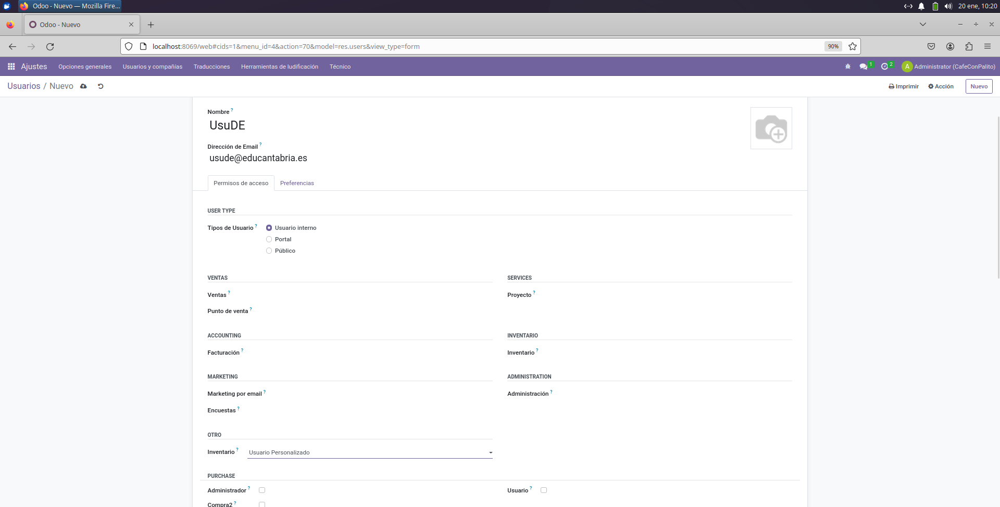 Odoo - Nuevo — Mozilla Fire...
20 ene, 10:20
Odoo - Nuevo
localhost:8069/web#cids=1&menu_id=4&action=70&model=res.users&view_type=form
90%
Ajustes Opciones generales Usuarios y compañías Traducciones Herramientas de ludificación Técnico
1 2 A Administrator (CafeConPalito)
Usuarios / Nuevo
Imprimir Acción Nuevo
Nombre ?
UsuDE
Dirección de Email ?
usude@educantabria.es
Permisos de acceso Preferencias
USER TYPE
Tipos de Usuario ? Usuario interno
Portal
Público
VENTAS SERVICES
Ventas ? Proyecto ?
Punto de venta ?
ACCOUNTING INVENTARIO
Facturación ? Inventario ?
MARKETING ADMINISTRATION
Marketing por email ? Administración ?
Encuestas ?
OTRO
Inventario ? Usuario Personalizado
PURCHASE
Administrador ? Usuario ?
Compra2 ?